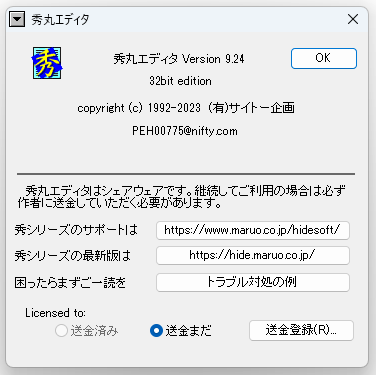 秀丸エディタ
秀
秀丸エディタ Version 9.24
OK
32bit edition
copyright (c) 1992-2023 (有)サイトー企画
PEH00775@nifty.com
秀丸エディタはシェアウェアです。継続してご利用の場合は必ず
作者に送金していただく必要があります。
秀シリーズのサポートは https://www.maruo.co.jp/hidesoft/
秀シリーズの最新版は https://hide.maruo.co.jp/
困ったらまずご一読を トラブル対処の例
Licensed to:
送金済み 送金まだ 送金登録(R)...